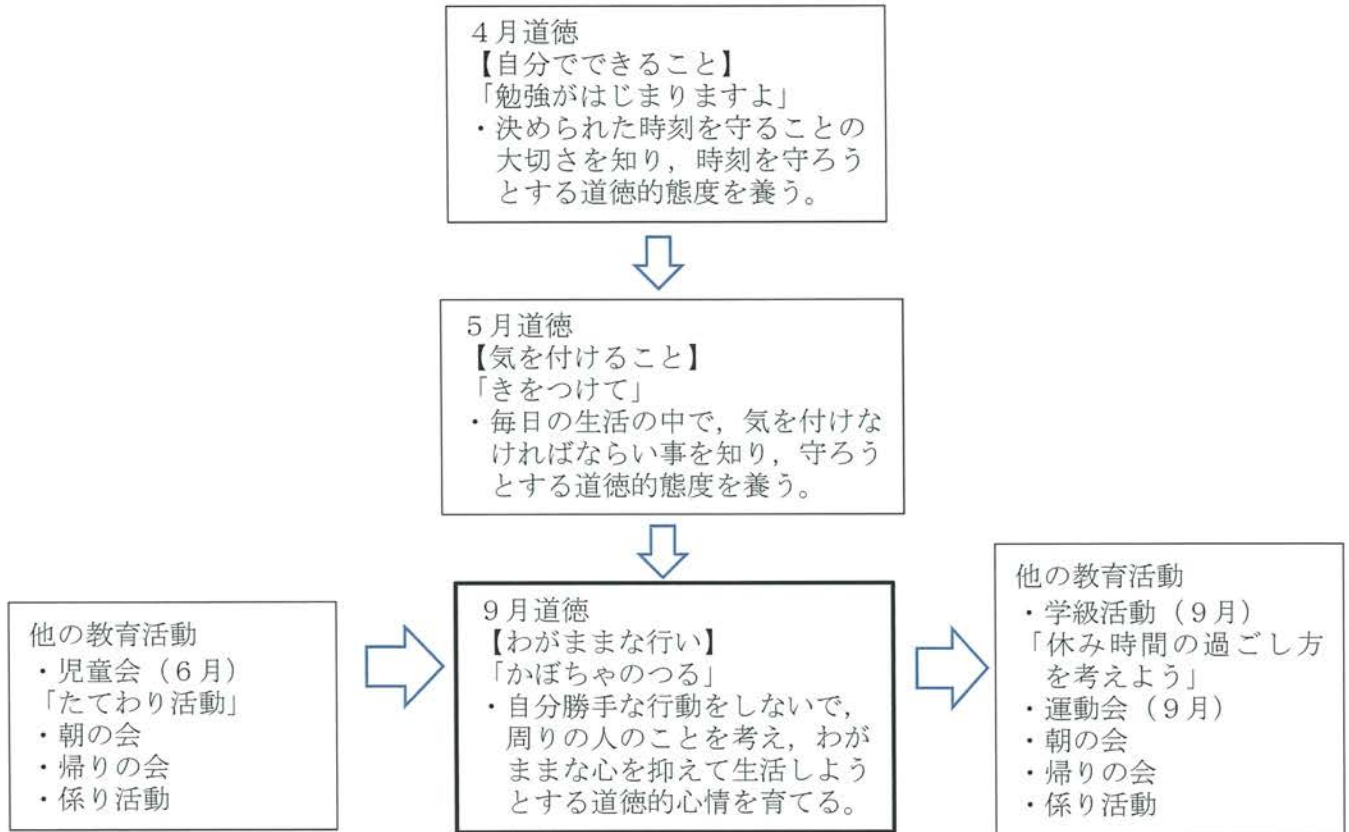 4月道徳
【自分でできること】
「勉強がはじまりますよ」
・決められた時刻を守ることの
大切さを知り，時刻を守ろう
とする道徳的態度を養う。
5月道徳
【気を付けること】
「きをつけて」
・毎日の生活の中で，気を付けな
ければならい事を知り，守ろう
とする道徳的態度を養う。
他の教育活動
・児童会（6月）
「たてわり活動」
・朝の会
・帰りの会
・係り活動
9月道徳
【わがままな行い】
「かぼちゃのつる」
・自分勝手な行動をしないで，
周りの人のことを考え，わが
ままな心を抑えて生活しよう
とする道徳的心情を育てる。
他の教育活動
・学級活動（9月）
「休み時間の過ごし方
を考えよう」
・運動会（9月）
・朝の会
・帰りの会
・係り活動